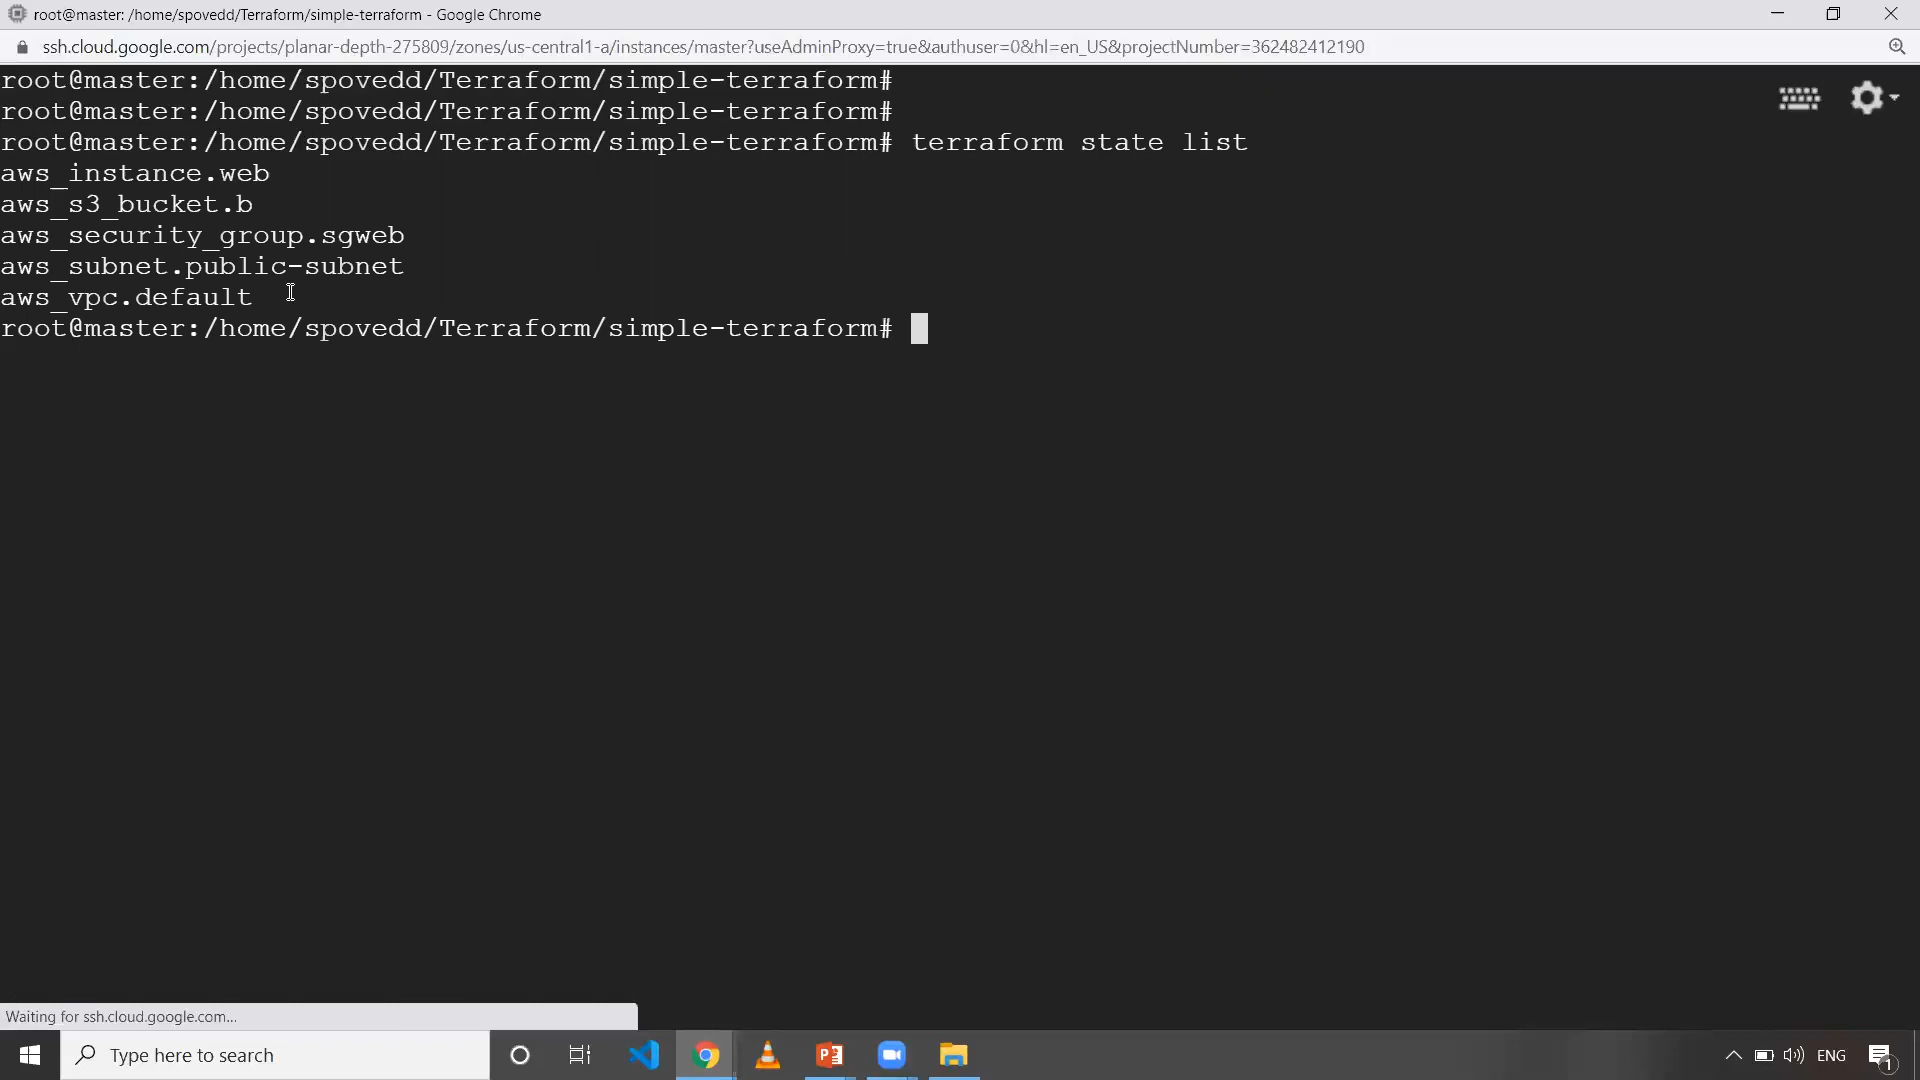 root@master: /home/spovedd/Terraform/simple-terraform - Google Chrome
ssh.cloud.google.com/projects/planar-depth-275809/zones/us-central1-a/instances/master?useAdminProxy=true&authuser=0&hl=en_US&projectNumber=362482412190
root@master:/home/spovedd/Terraform/simple-terraform#
root@master:/home/spovedd/Terraform/simple-terraform#
root@master:/home/spovedd/Terraform/simple-terraform# terraform state list
aws_instance.web
aws_s3_bucket.b
aws_security_group.sgweb
aws_subnet.public-subnet
aws_vpc.default
root@master:/home/spovedd/Terraform/simple-terraform#
Waiting for ssh.cloud.google.com...
Type here to search
ENG
1